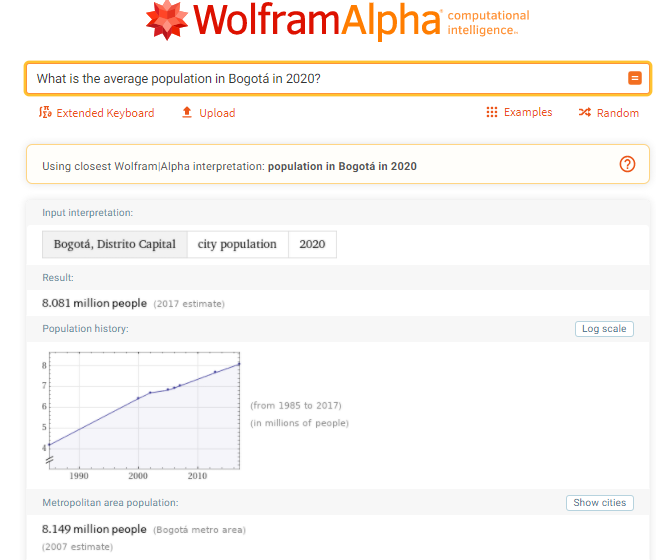 WolframAlpha computational intelligence.
What is the average population in Bogotá in 2020?
Extended Keyboard Upload Examples Random
Using closest Wolfram|Alpha interpretation: population in Bogotá in 2020
Input interpretation:
Bogotá, Distrito Capital city population 2020
Result:
8.081 million people (2017 estimate)
Population history: Log scale
8
7
6
5
4
1990 2000 2010
(from 1985 to 2017)
(in millions of people)
Metropolitan area population: Show cities
8.149 million people (Bogotá metro area)
(2007 estimate)